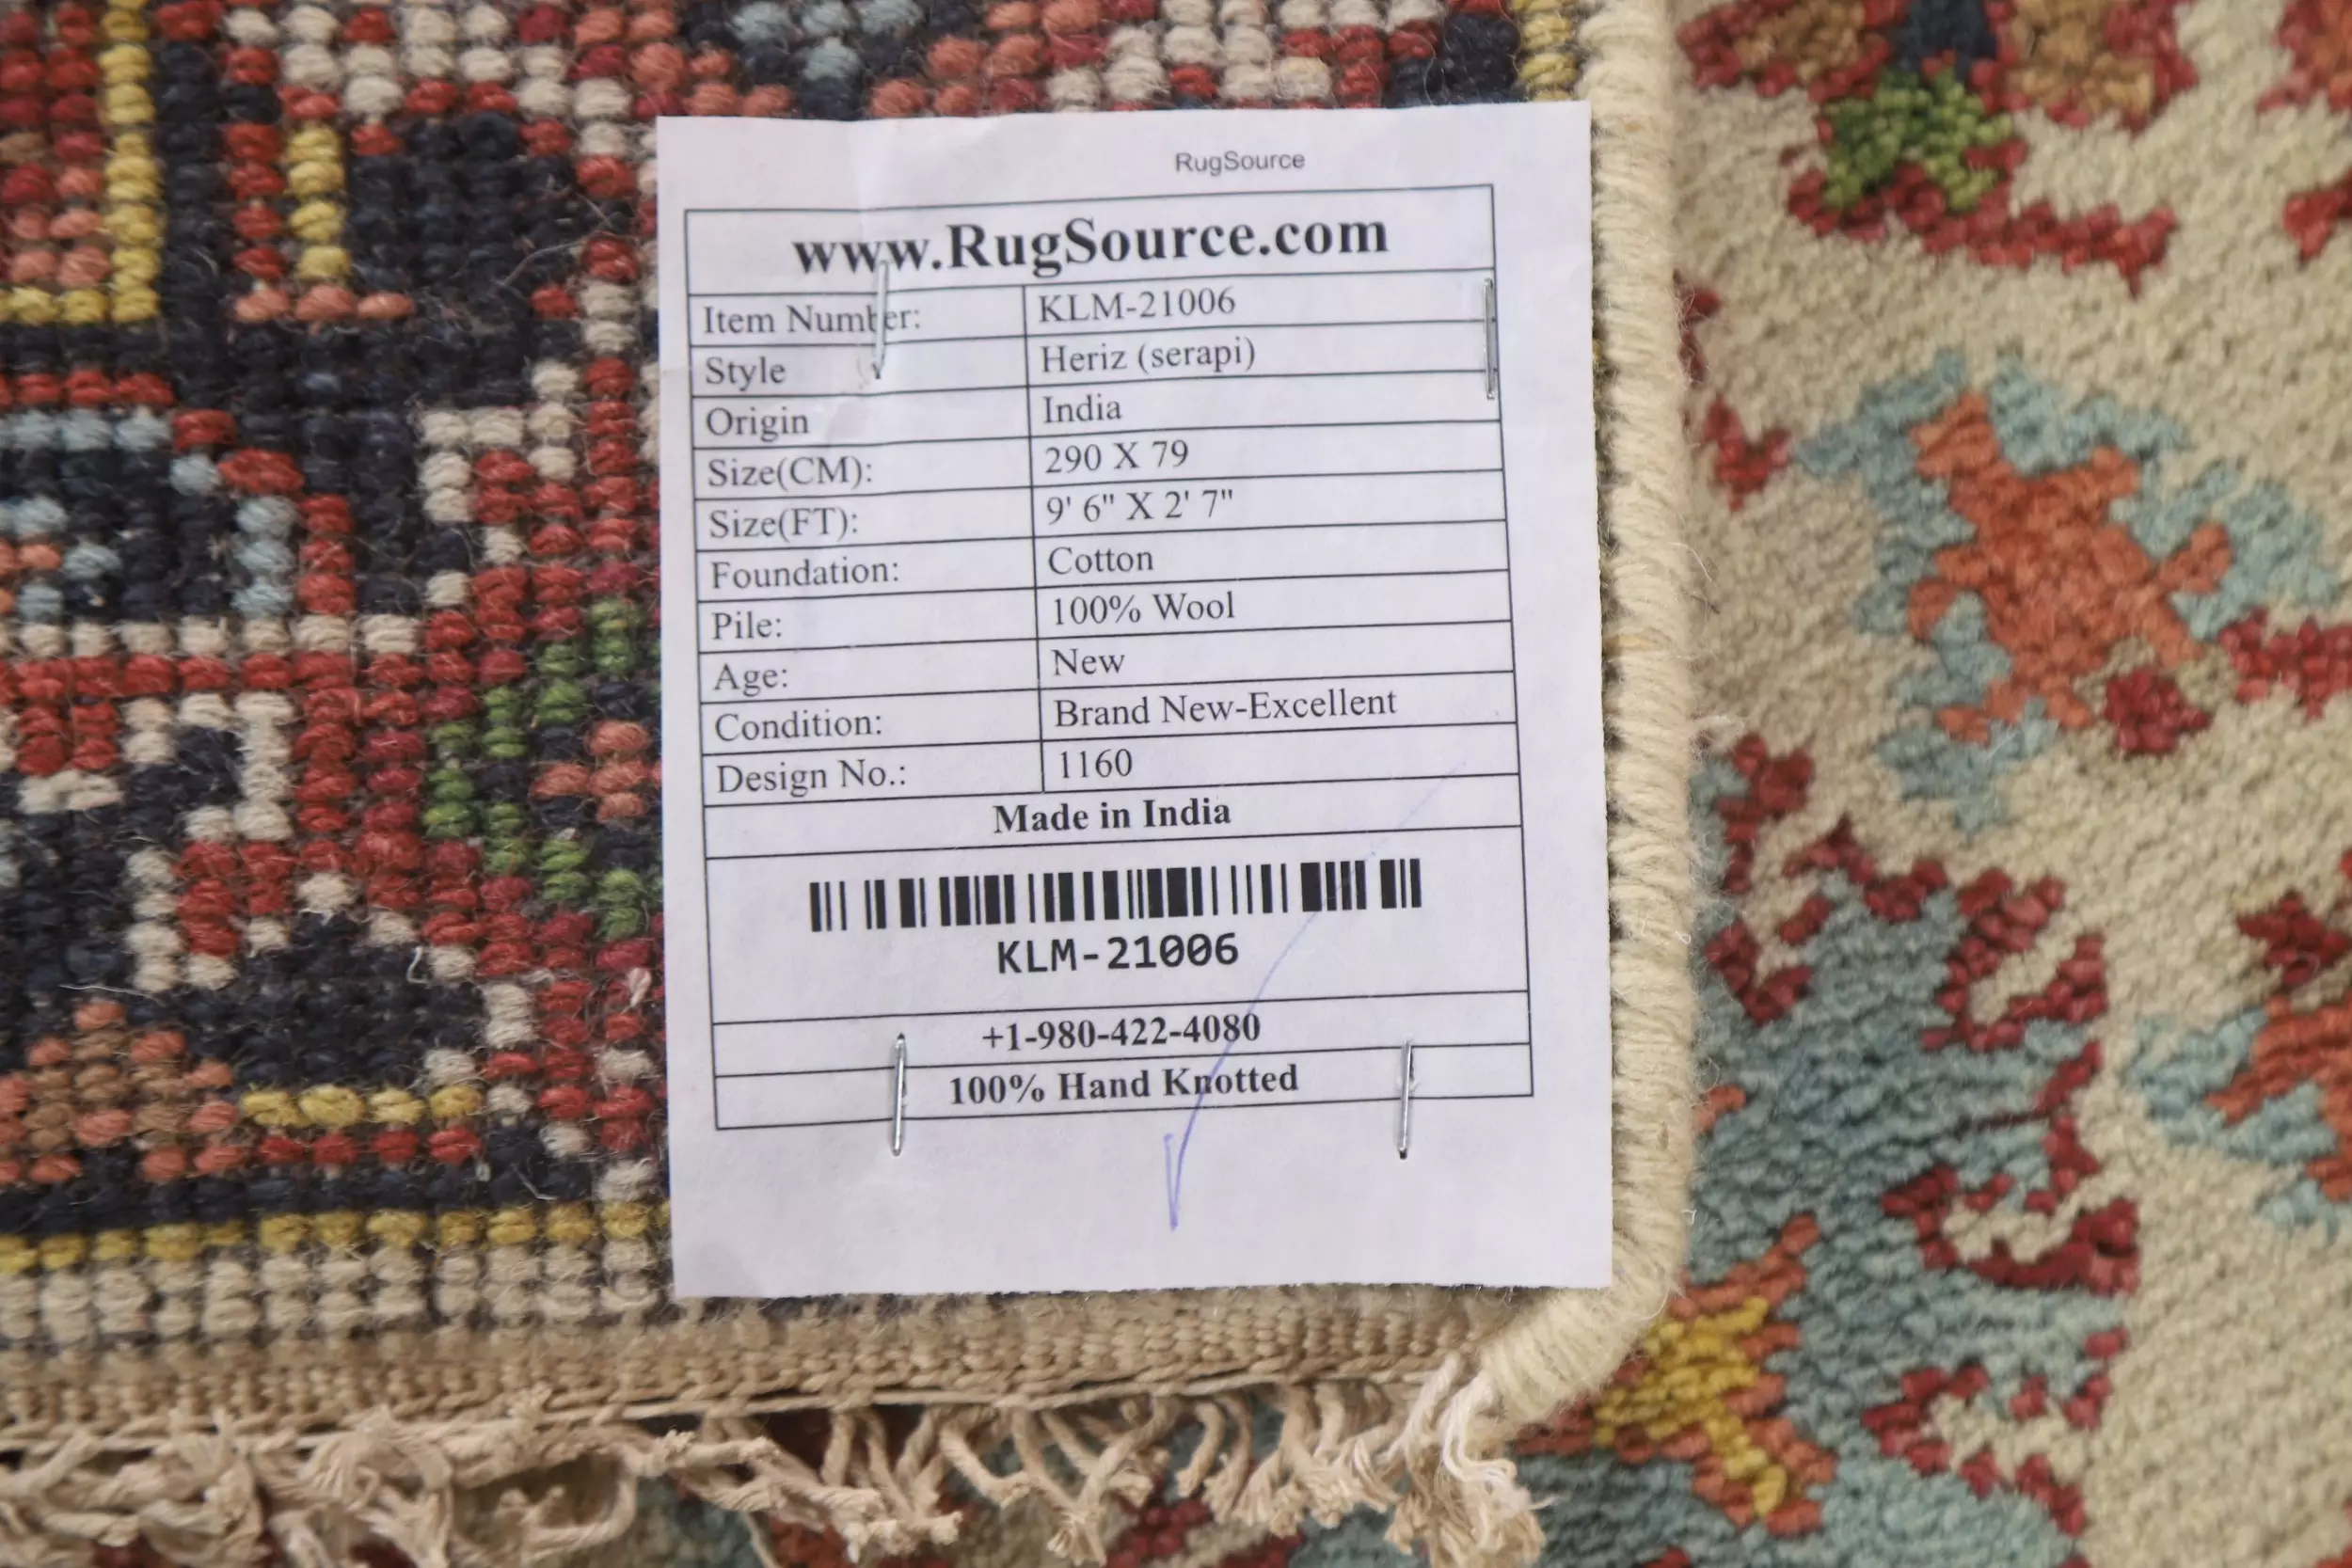 RugSource
www.RugSource.com
Item Number: KLM-21006
Style Heriz (serapi)
Origin India
Size(CM): 290 X 79
Size(FT): 9' 6" X 2' 7"
Foundation: Cotton
Pile: 100% Wool
Age: New
Condition: Brand New-Excellent
Design No.: 1160
Made in India
KLM-21006
+1-980-422-4080
100% Hand Knotted